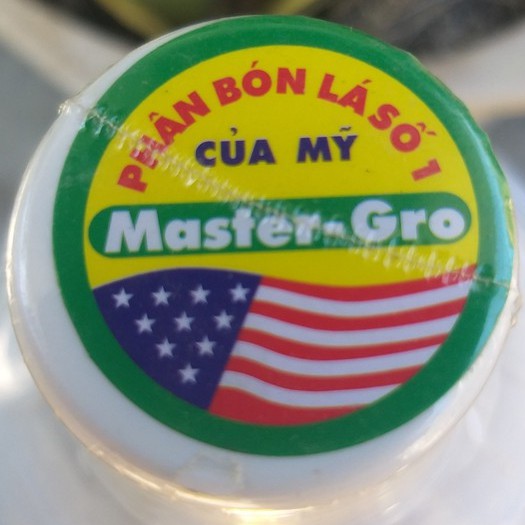 PHÂN BÓN LÁ SỐ 1
CỦA MỸ
Master-Gro